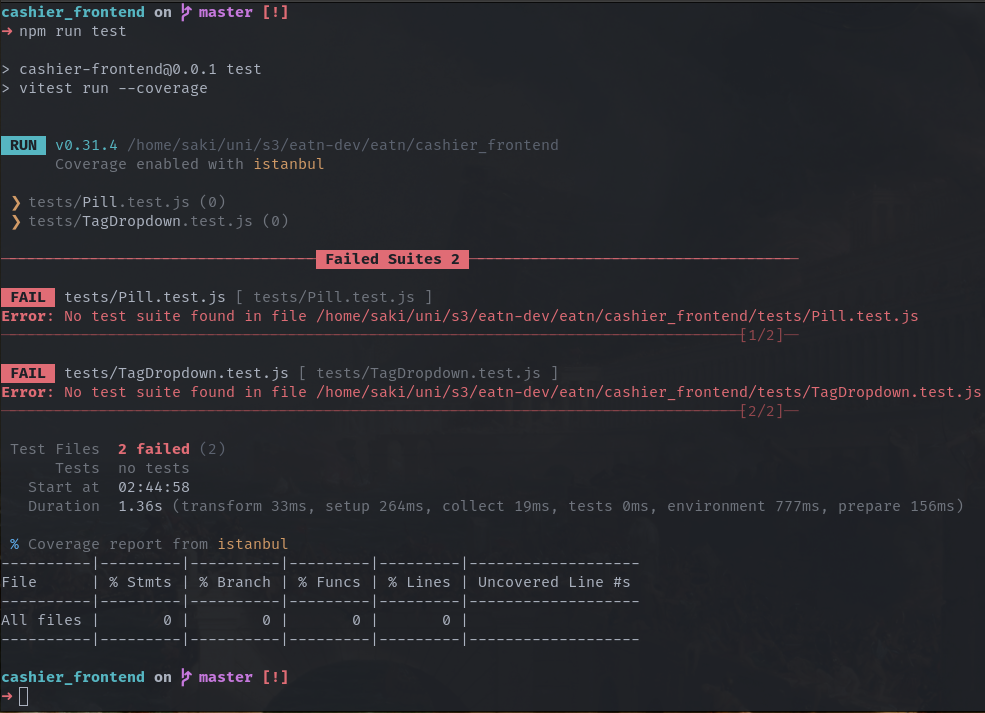 cashier_frontend on master [!]
→ npm run test
> cashier-frontend@0.0.1 test
> vitest run --coverage
RUN v0.31.4 /home/saki/uni/s3/eatn-dev/eatn/cashier_frontend
Coverage enabled with istanbul
❯ tests/Pill.test.js (0)
❯ tests/TagDropdown.test.js (0)
Failed Suites 2
FAIL tests/Pill.test.js [ tests/Pill.test.js ]
Error: No test suite found in file /home/saki/uni/s3/eatn-dev/eatn/cashier_frontend/tests/Pill.test.js
[1/2]
FAIL tests/TagDropdown.test.js [ tests/TagDropdown.test.js ]
Error: No test suite found in file /home/saki/uni/s3/eatn-dev/eatn/cashier_frontend/tests/TagDropdown.test.js
[2/2]
Test Files 2 failed (2)
Tests no tests
Start at 02:44:58
Duration 1.36s (transform 33ms, setup 264ms, collect 19ms, tests 0ms, environment 777ms, prepare 156ms)
% Coverage report from istanbul
----------|---------|----------|---------|---------|-------------------
File      | % Stmts | % Branch | % Funcs | % Lines | Uncovered Line #s
----------|---------|----------|---------|---------|-------------------
All files |       0 |        0 |       0 |       0 |
----------|---------|----------|---------|---------|-------------------
cashier_frontend on master [!]
→